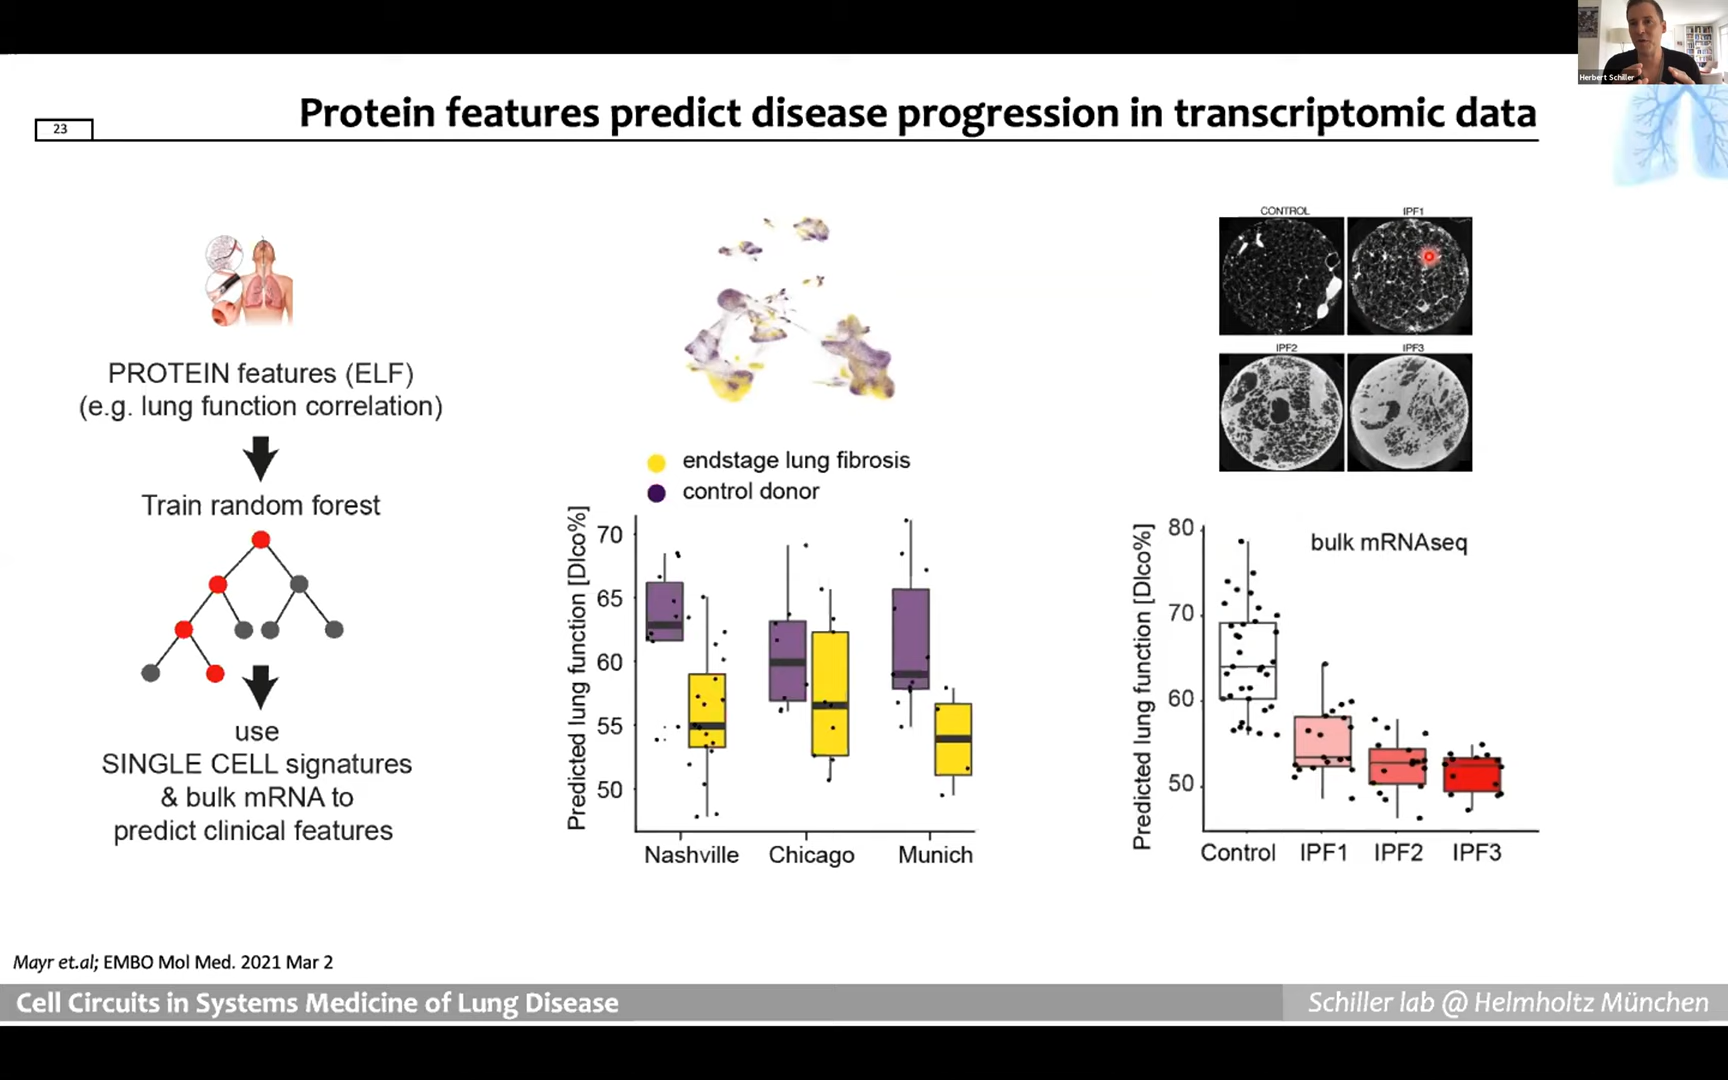 Herbert Schiller
23
Protein features predict disease progression in transcriptomic data
PROTEIN features (ELF)
(e.g. lung function correlation)
Train random forest
use
SINGLE CELL signatures
& bulk mRNA to
predict clinical features
endstage lung fibrosis
control donor
Predicted lung function [Dlco%]
70
65
60
55
50
Nashville
Chicago
Munich
CONTROL
IPF1
IPF2
IPF3
Predicted lung function [Dlco%]
bulk mRNAseq
80
70
60
50
Control
IPF1
IPF2
IPF3
Mayr et.al; EMBO Mol Med. 2021 Mar 2
Cell Circuits in Systems Medicine of Lung Disease
Schiller lab @ Helmholtz München